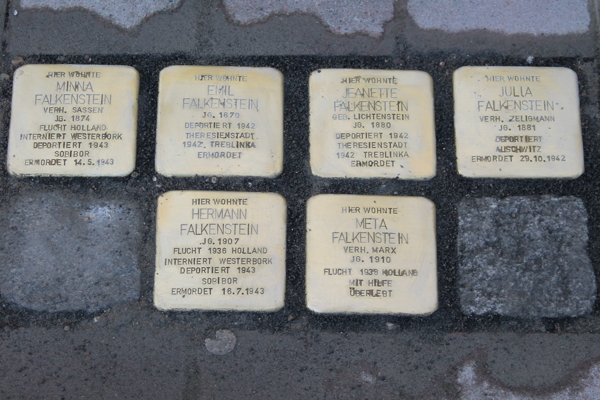 HIER WOHNTE
MINNA
FALKENSTEIN
VERH. SASSEN
JG. 1874
FLUCHT HOLLAND
INTERNIERT WESTERBORK
DEPORTIERT 1943
SOBIBOR
ERMORDET 14.5.1943
HIER WOHNTE
EMIL
FALKENSTEIN
JG. 1878
DEPORTIERT 1942
THERESIENSTADT
1942 TREBLINKA
ERMORDET
HIER WOHNTE
JEANETTE
FALKENSTEIN
GEB. LICHTENSTEIN
JG. 1880
DEPORTIERT 1942
THERESIENSTADT
1942 TREBLINKA
ERMORDET
HIER WOHNTE
JULIA
FALKENSTEIN
VERH. ZELIDMANN
JG. 1881
DEPORTIERT
AUSCHWITZ
ERMORDET 29.10.1942
HIER WOHNTE
HERMANN
FALKENSTEIN
JG. 1907
FLUCHT 1938 HOLLAND
INTERNIERT WESTERBORK
DEPORTIERT 1943
SOBIBOR
ERMORDET 16.7.1943
HIER WOHNTE
META
FALKENSTEIN
VERH. MARX
JG. 1910
FLUCHT 1939 HOLLAND
MIT HILFE
ÜBERLEBT